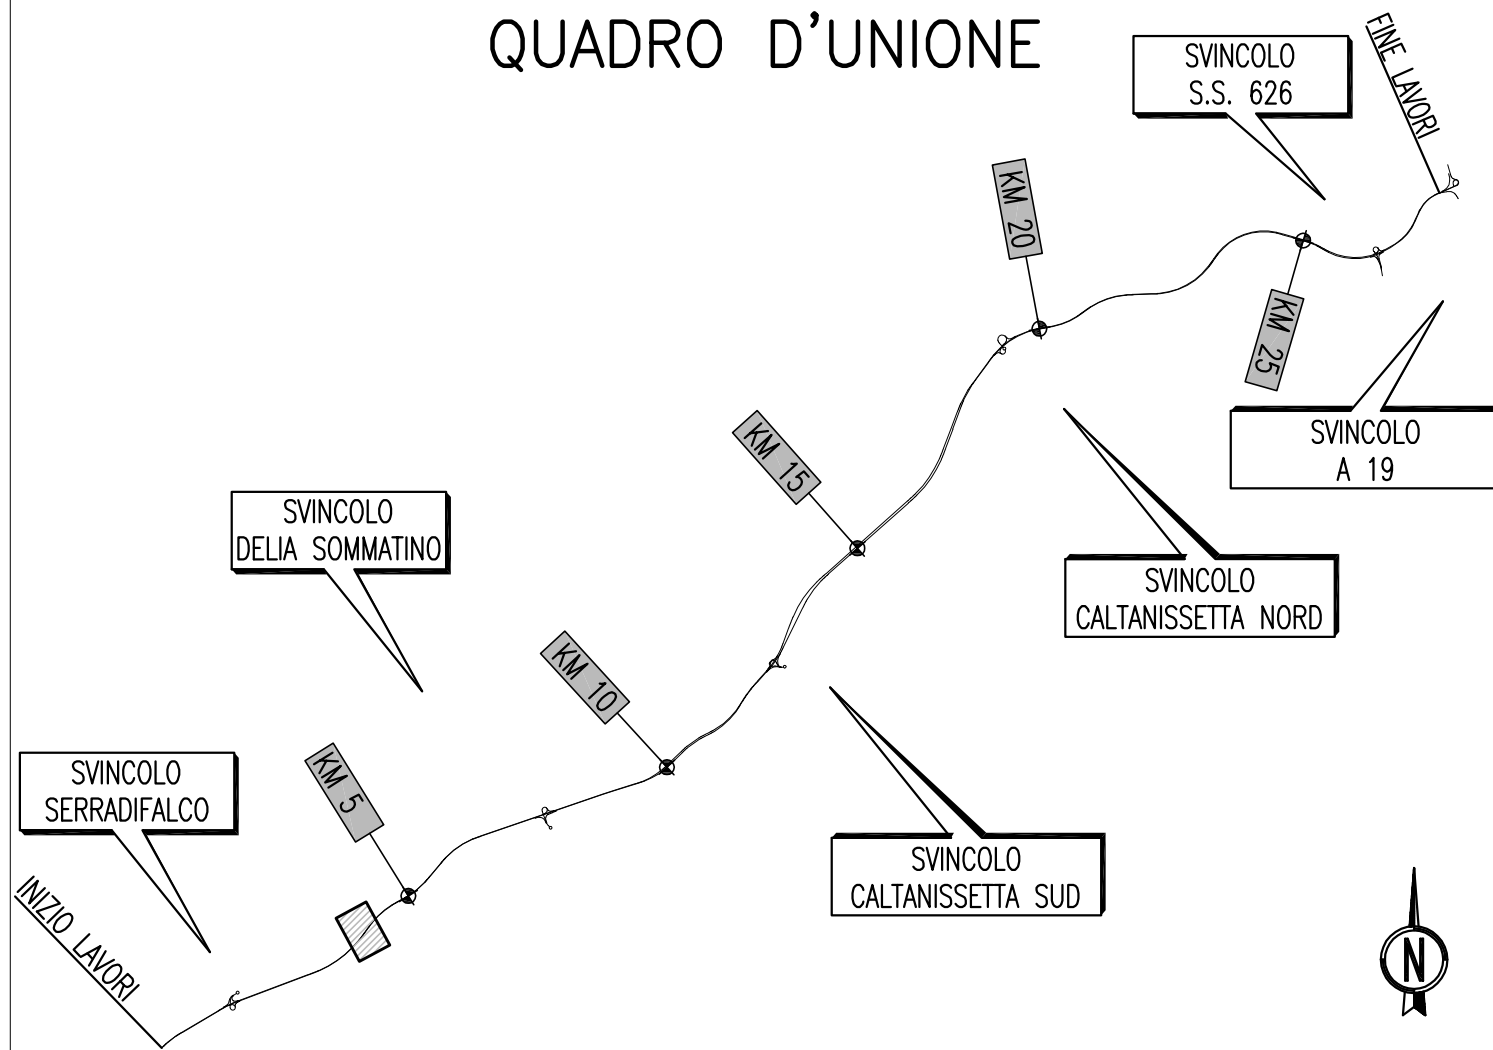 QUADRO D'UNIONE
SVINCOLO
S.S. 626
FINE LAVORI
KM 20
KM 25
SVINCOLO
A 19
KM 15
SVINCOLO
DELIA SOMMATINO
SVINCOLO
CALTANISSETTA NORD
KM 10
SVINCOLO
SERRADIFALCO
KM 5
SVINCOLO
CALTANISSETTA SUD
INIZIO LAVORI
N